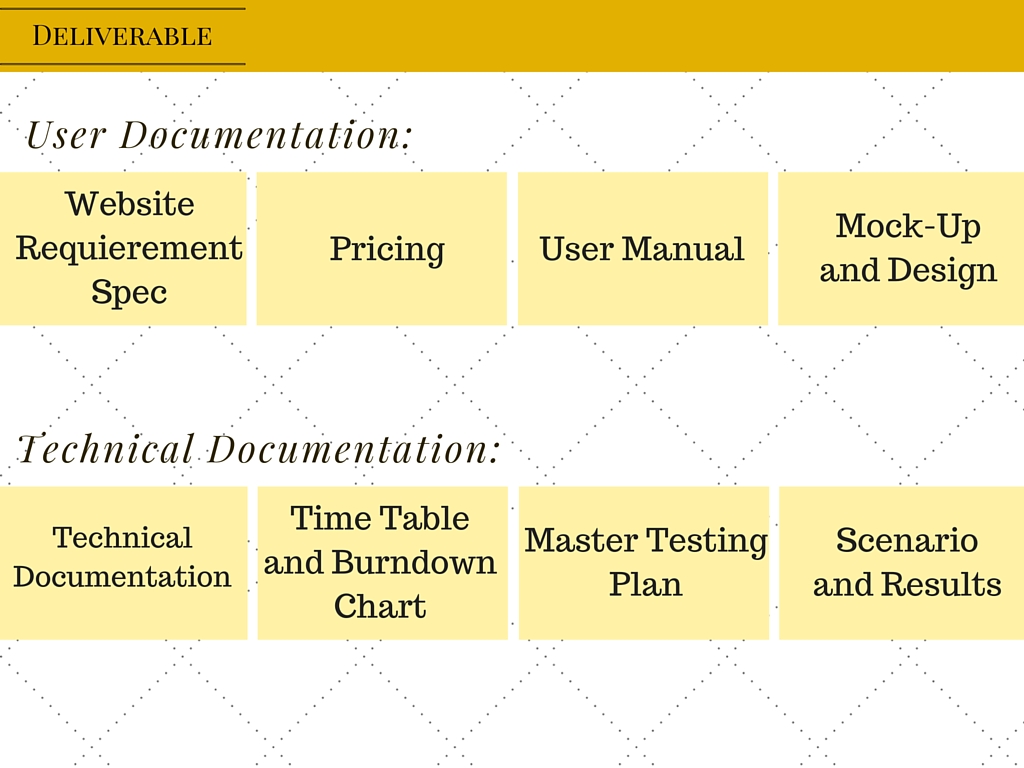 Deliverable
User Documentation:
Website
Requierement
Spec
Pricing
User Manual
Mock-Up
and Design
Technical Documentation:
Technical
Documentation
Time Table
and Burndown
Chart
Master Testing
Plan
Scenario
and Results